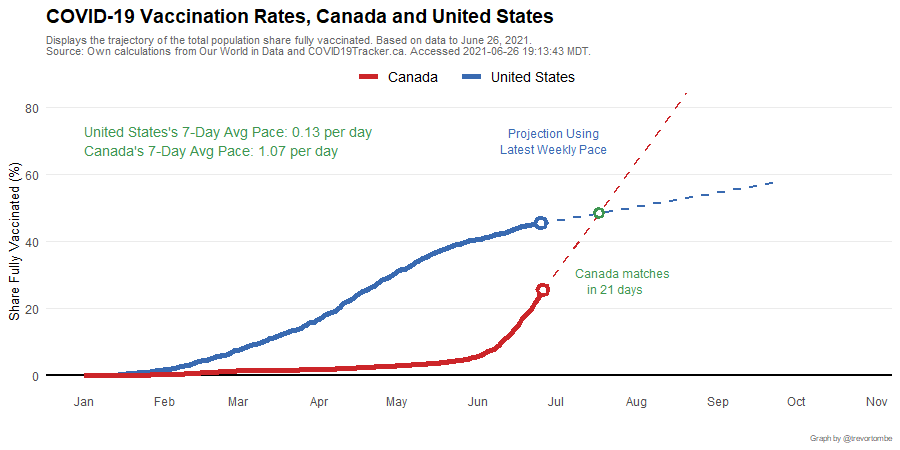 COVID-19 Vaccination Rates, Canada and United States
Displays the trajectory of the total population share fully vaccinated. Based on data to June 26, 2021.
Source: Own calculations from Our World in Data and COVID19Tracker.ca. Accessed 2021-06-26 19:13:43 MDT.
Canada United States
80
60
40
20
0
Share Fully Vaccinated (%)
United States's 7-Day Avg Pace: 0.13 per day
Canada's 7-Day Avg Pace: 1.07 per day
Projection Using
Latest Weekly Pace
Canada matches
in 21 days
Jan Feb Mar Apr May Jun Jul Aug Sep Oct Nov
Graph by @trevortombe